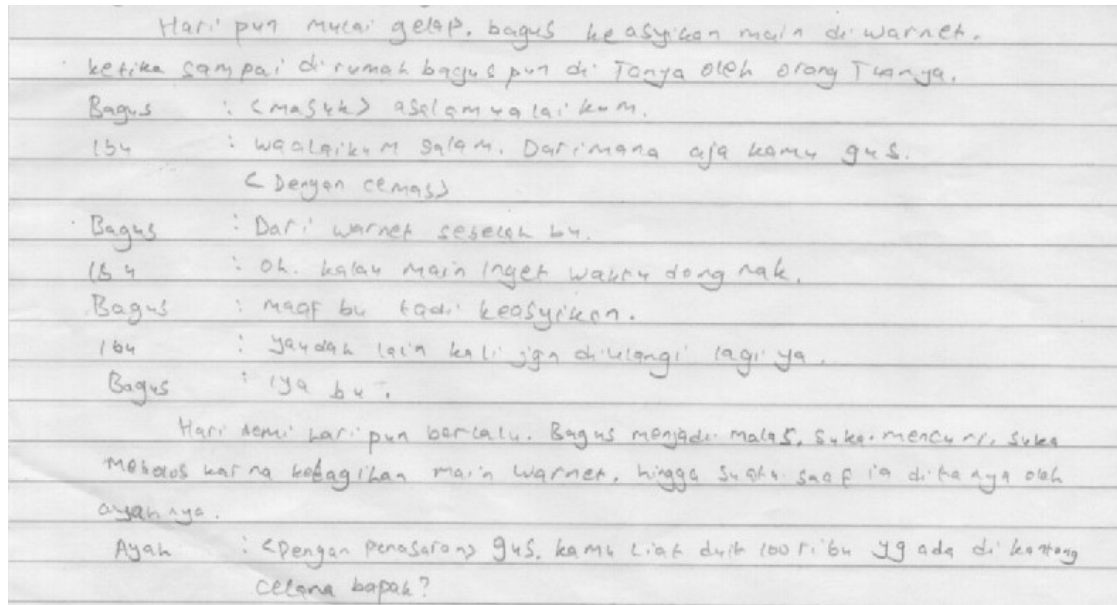 Hari pun mulai gelap. bagus keasyikan main di warnet.
ketika sampai di rumah bagus pun di Tanya oleh orang Tuanya.
Bagus : <masuk> aselamualaikum.
Ibu : waalaikum salam. Darimana aja kamu gus.
<Dengan cemas>
Bagus : Dari warnet sebelah bu.
Ibu : oh. kalau main inget waktu dong nak.
Bagus : maaf bu tadi keasyikan.
Ibu : yaudah lain kali jgn diulangi lagi ya.
Bagus : iya bu.
Hari demi hari pun berlalu. Bagus menjadi malas, suka mencuri, suka
mebolos karna ketagihan main warnet, hingga suatu saat ia ditanya oleh
ayahnya.
Ayah : <Dengan penasaran> gus. kamu liat duit 100 ribu yg ada di kantong
celana bapak?